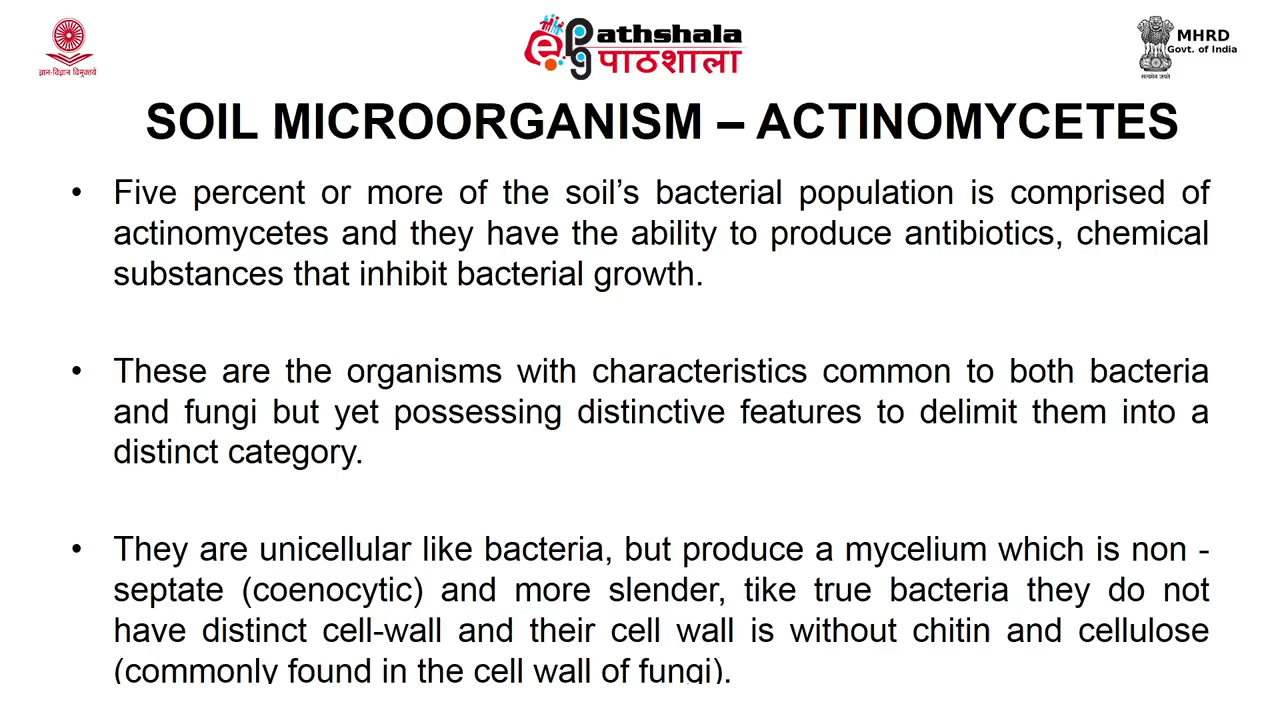 ज्ञान-विज्ञान विमुक्तये
e Pathshala
पाठशाला
MHRD
Govt. of India
सत्यमेव जयते
SOIL MICROORGANISM – ACTINOMYCETES
• Five percent or more of the soil’s bacterial population is comprised of
actinomycetes and they have the ability to produce antibiotics, chemical
substances that inhibit bacterial growth.
• These are the organisms with characteristics common to both bacteria
and fungi but yet possessing distinctive features to delimit them into a
distinct category.
• They are unicellular like bacteria, but produce a mycelium which is non -
septate (coenocytic) and more slender, tike true bacteria they do not
have distinct cell-wall and their cell wall is without chitin and cellulose
(commonly found in the cell wall of fungi).